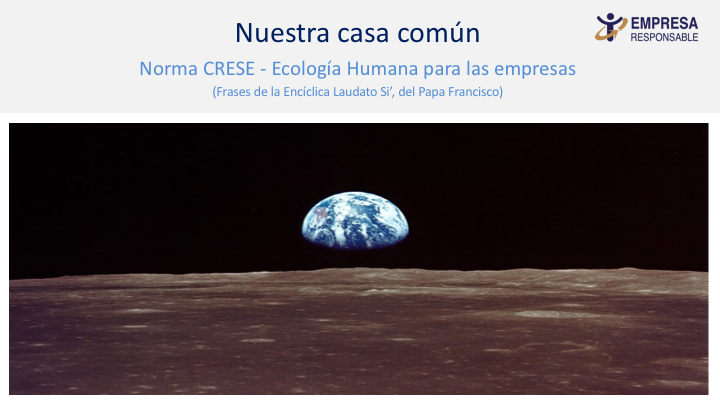 Nuestra casa común
EMPRESA
RESPONSABLE
Norma CRESE - Ecología Humana para las empresas
(Frases de la Encíclica Laudato Si’, del Papa Francisco)